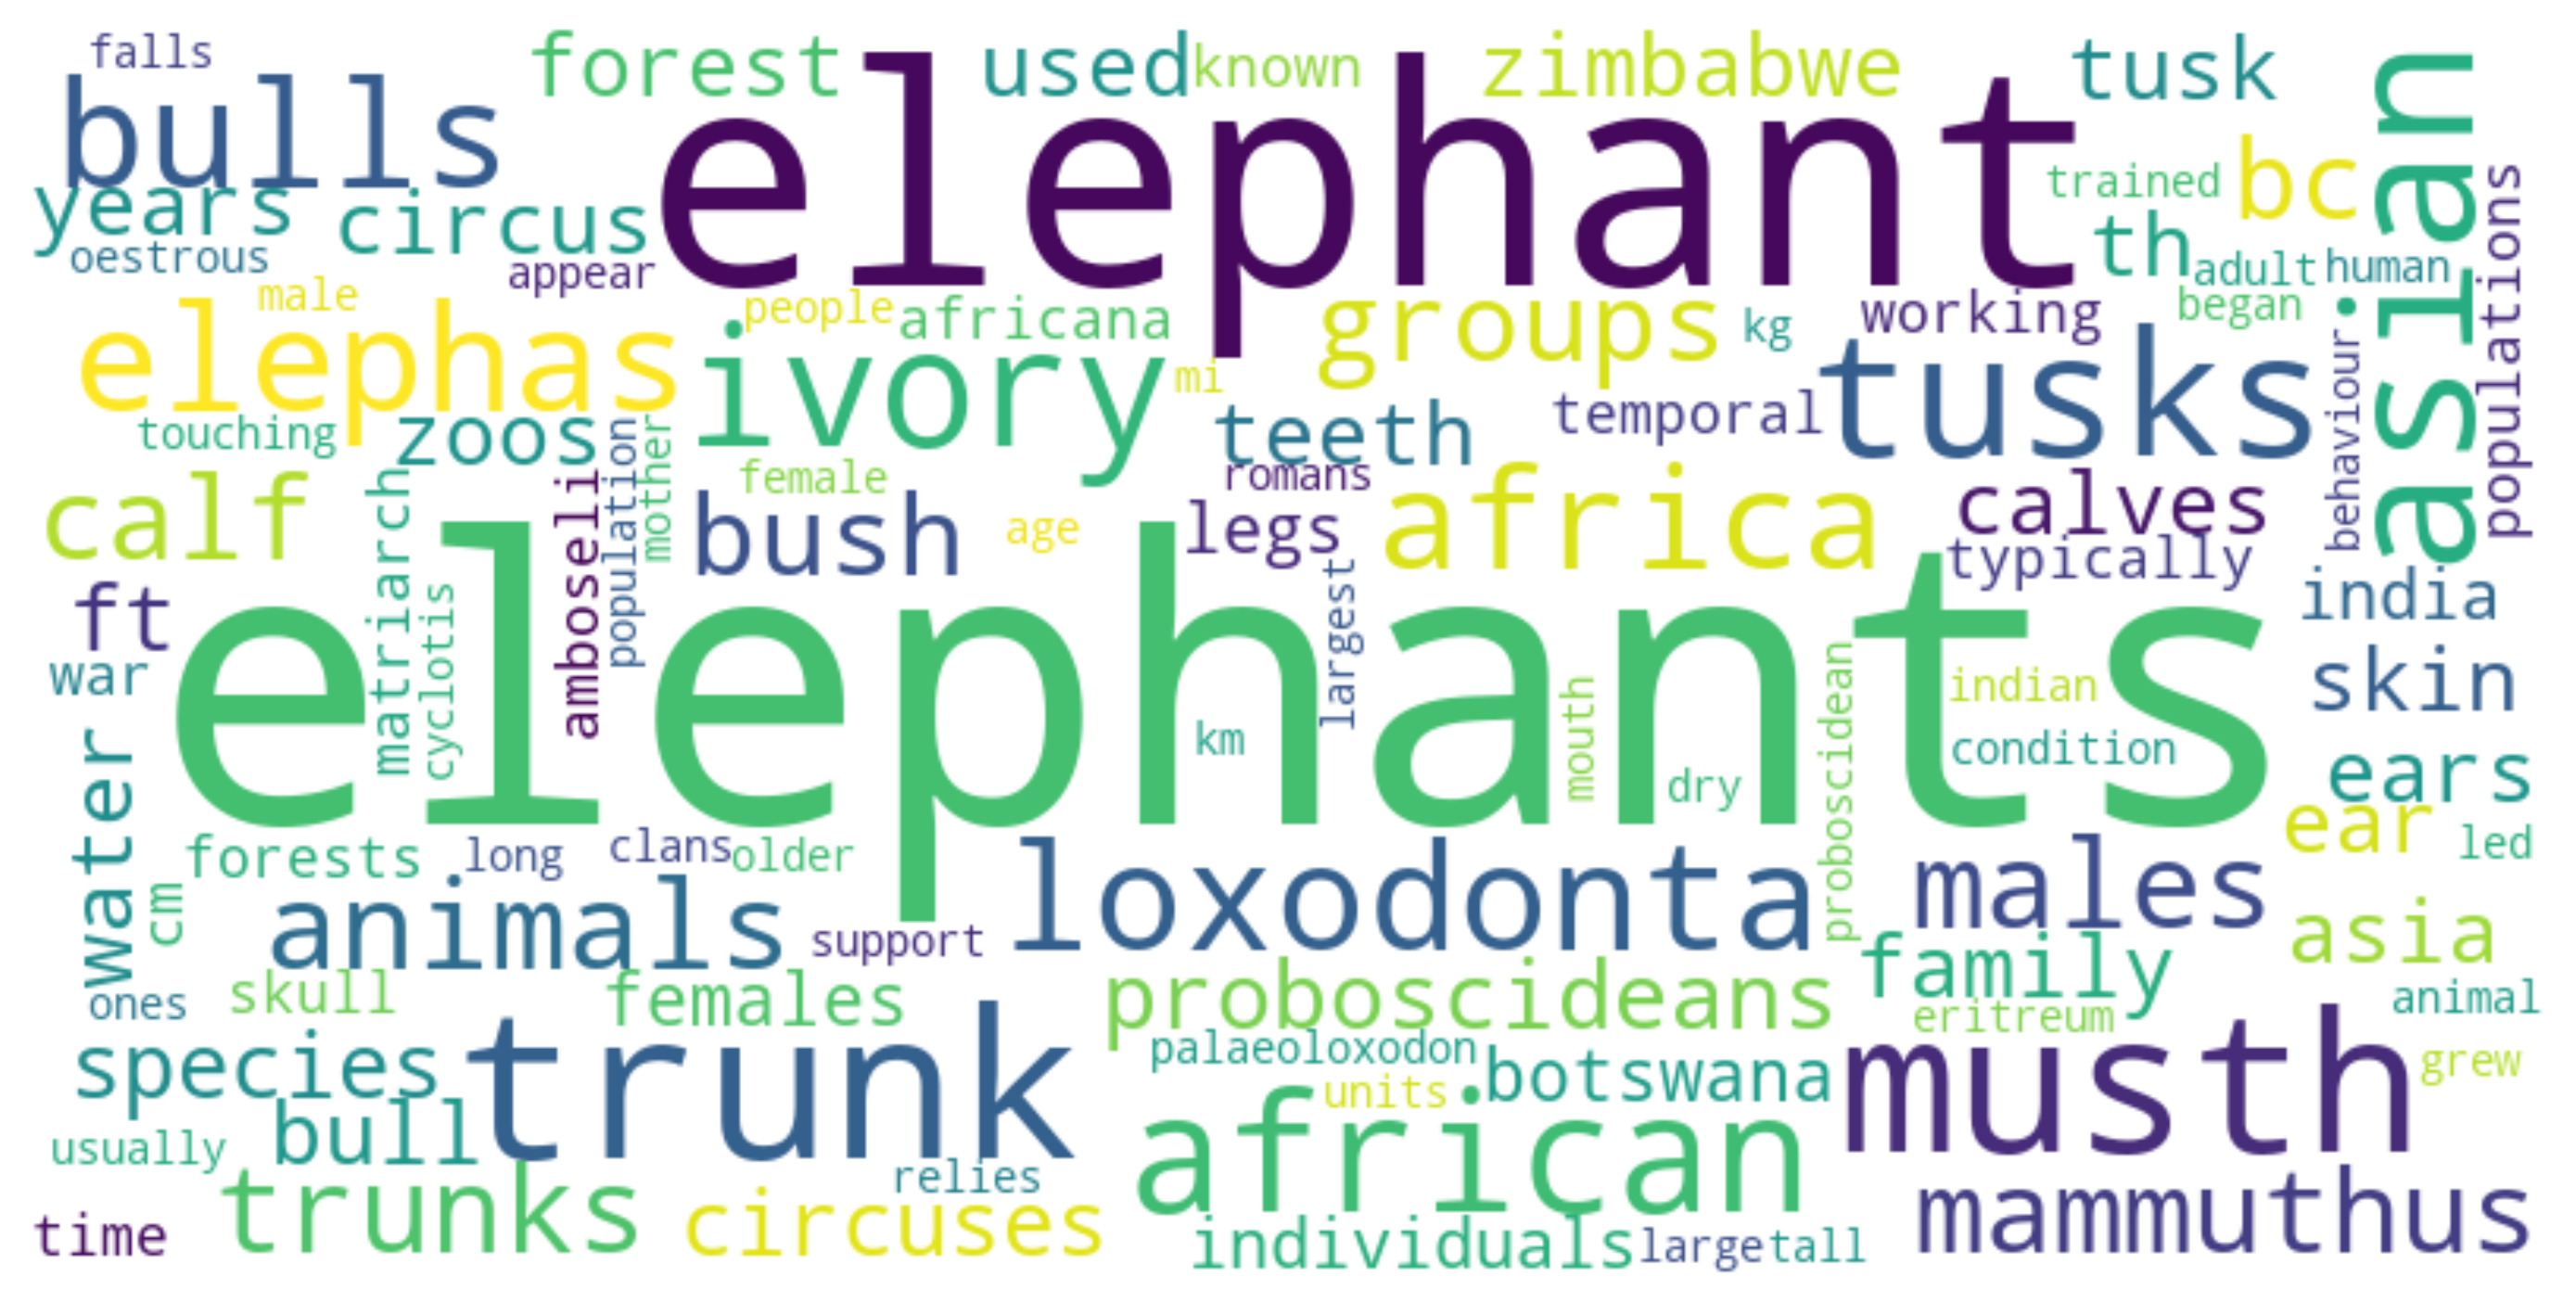 falls
forest
used
known
zimbabwe
tusk
bulls
elephant
asian
years
circus
trained
bc
populations
oestrous
appear
th
adult
human
male
people
africana
groups
kg
working
began
elephas
ivory
mi
tusks
behaviour
touching
zoos
population
mother
teeth
temporal
calf
matriarch
amboseli
female
romans
africa
calves
bush
age
legs
typically
ft
cyclotis
elephants
largest
india
war
indian
skin
km
mouth
dry
proboscidean
condition
ears
water
forests
long
clans
older
loxodonta
males
ear
led
cm
animals
support
family
asia
ones
skull
females
proboscideans
eritreum
animal
species
trunk
palaeoloxodon
botswana
musth
grew
units
usually
bull
african
relies
time
trunks
circuses
individuals
large
tall
mammuthus